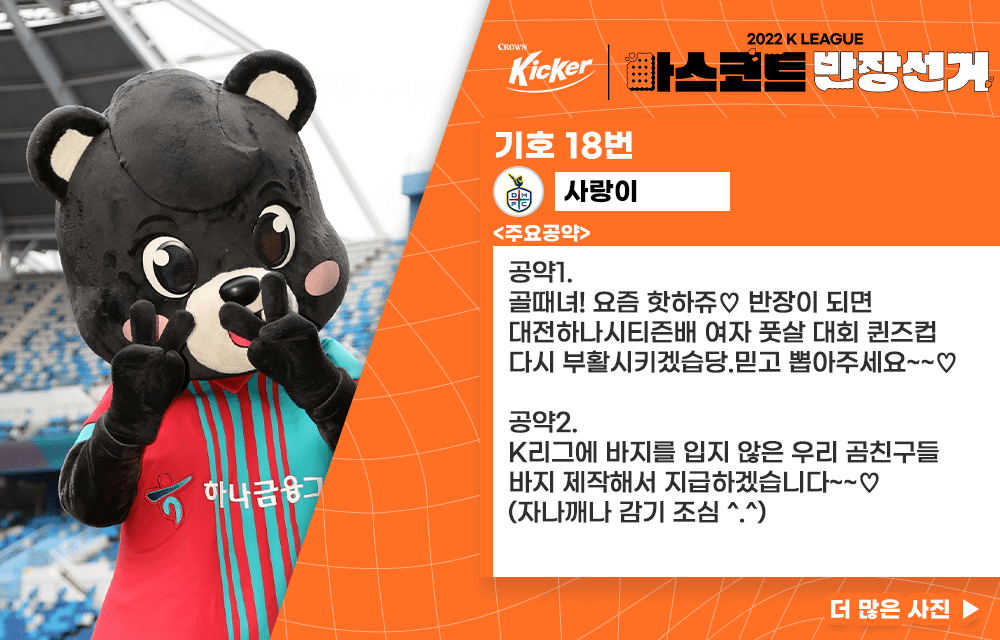 CROWN
Kicker
2022 K LEAGUE
마스코트 반장선거
기호 18번
DHFC
사랑이
<주요공약>
공약1.
골때녀! 요즘 핫하쥬♡ 반장이 되면
대전하나시티즌배 여자 풋살 대회 퀸즈컵
다시 부활시키겠습당.믿고 뽑아주세요~~♡
공약2.
K리그에 바지를 입지 않은 우리 곰친구들
바지 제작해서 지급하겠습니다~~♡
(자나깨나 감기 조심 ^.^)
하나금융그
더 많은 사진 ▶